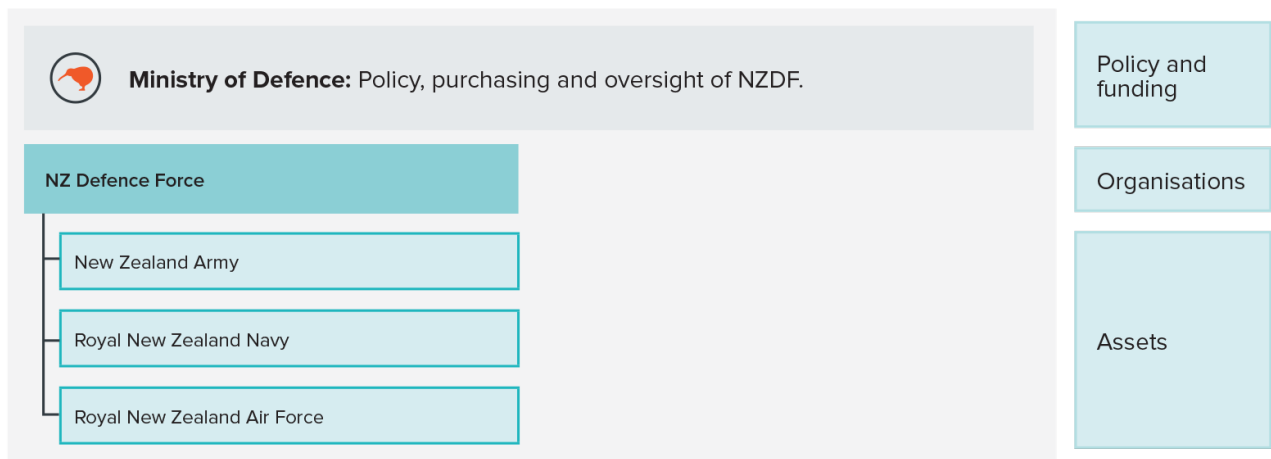 Ministry of Defence: Policy, purchasing and oversight of NZDF.
Policy and
funding
NZ Defence Force
Organisations
New Zealand Army
Royal New Zealand Navy
Assets
Royal New Zealand Air Force